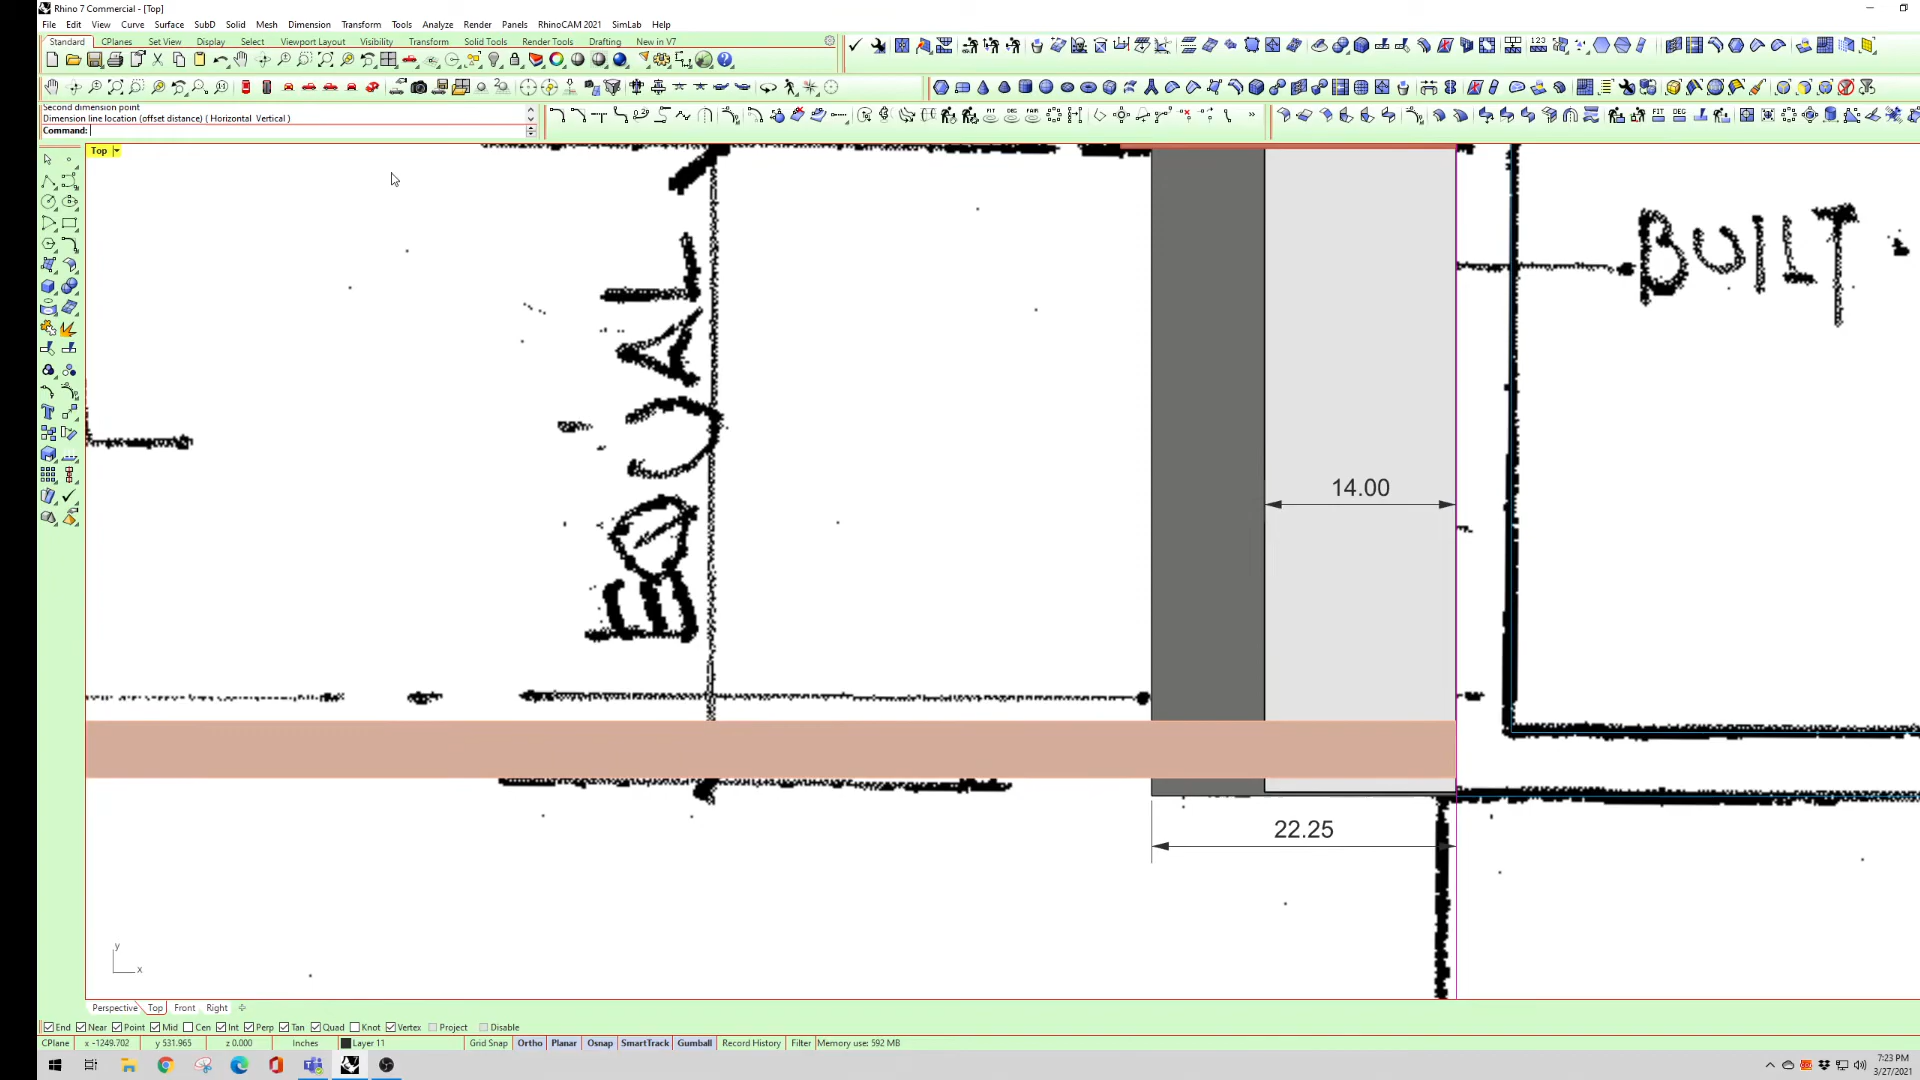 Rhino 7 Commercial - [Top]
File Edit View Curve Surface SubD Solid Mesh Dimension Transform Tools Analyze Render Panels RhinoCAM 2021 SimLab Help
Standard CPlanes Set View Display Select Viewport Layout Visibility Transform Curve Tools Solid Tools Render Tools Drafting New in V7
Second dimension point
Dimension line location (offset distance) ( Horizontal Vertical )
Command:
Top
BUILT
14.00
22.25
y
x
Perspective Top Front Right
End Near Point Mid Cen Int Perp Tan Quad Knot Vertex Project Disable
CPlane x -1249.702 y 531.965 z 0.000 Inches Layer 11 Grid Snap Ortho Planar Osnap SmartTrack Gumball Record History Filter Memory use: 592 MB
7:23 PM
3/27/2021